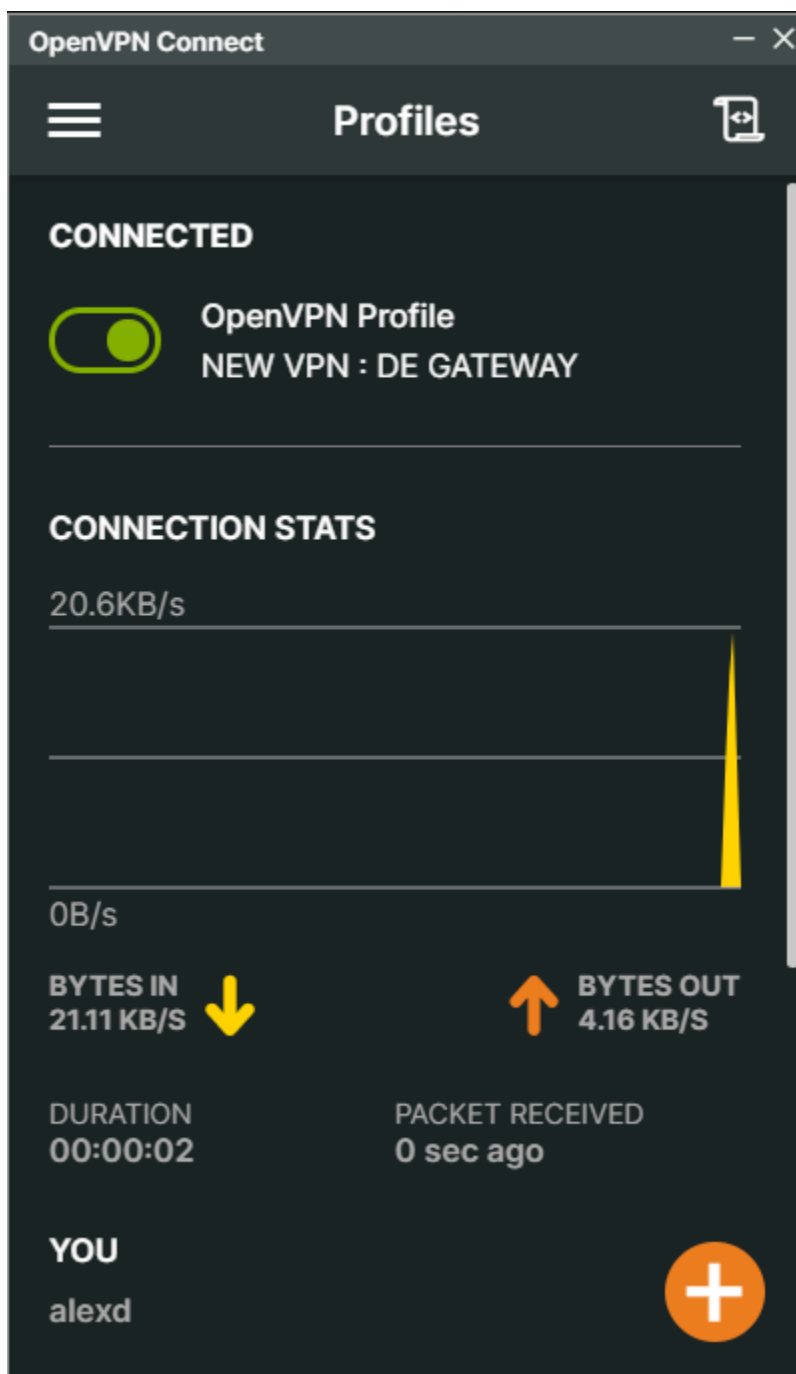 OpenVPN Connect
Profiles
CONNECTED
OpenVPN Profile
NEW VPN : DE GATEWAY
CONNECTION STATS
20.6KB/s
0B/s
BYTES IN
21.11 KB/S
BYTES OUT
4.16 KB/S
DURATION
00:00:02
PACKET RECEIVED
0 sec ago
YOU
alexd